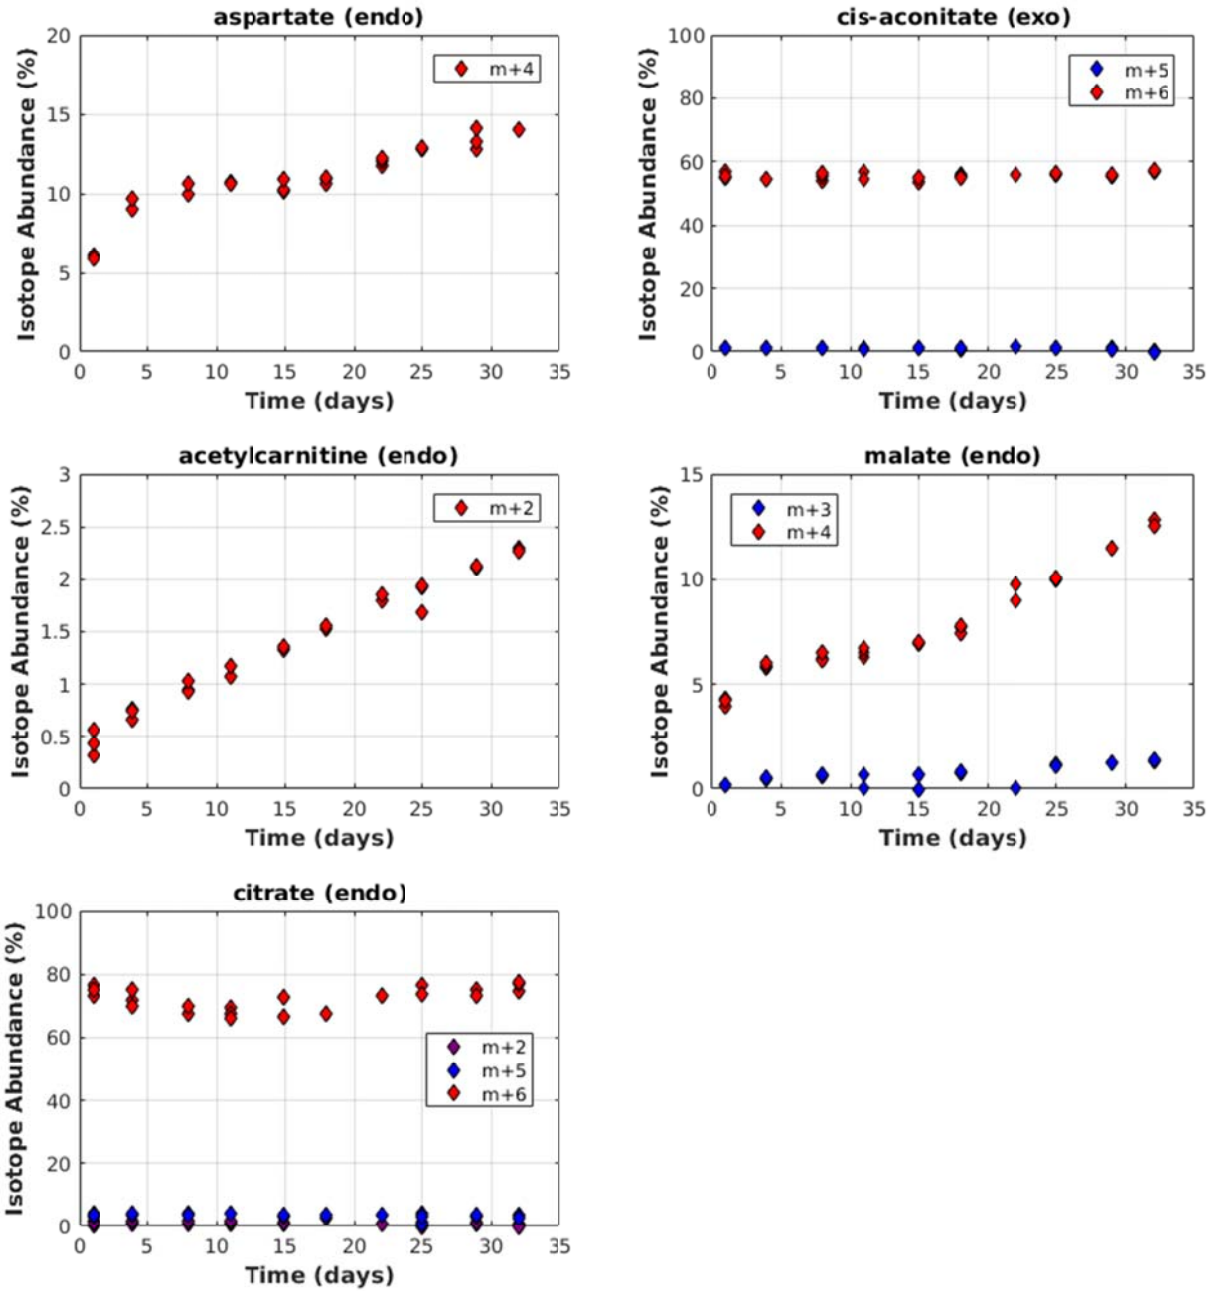 aspartate (endo)
Isotope Abundance (%)
20
15
10
5
0
m+4
0 5 10 15 20 25 30 35
Time (days)
cis-aconitate (exo)
Isotope Abundance (%)
100
80
60
40
20
0
m+5
m+6
0 5 10 15 20 25 30 35
Time (days)
acetylcarnitine (endo)
Isotope Abundance (%)
3
2.5
2
1.5
1
0.5
0
m+2
0 5 10 15 20 25 30 35
Time (days)
malate (endo)
Isotope Abundance (%)
15
10
5
0
m+3
m+4
0 5 10 15 20 25 30 35
Time (days)
citrate (endo)
Isotope Abundance (%)
100
80
60
40
20
0
m+2
m+5
m+6
0 5 10 15 20 25 30 35
Time (days)